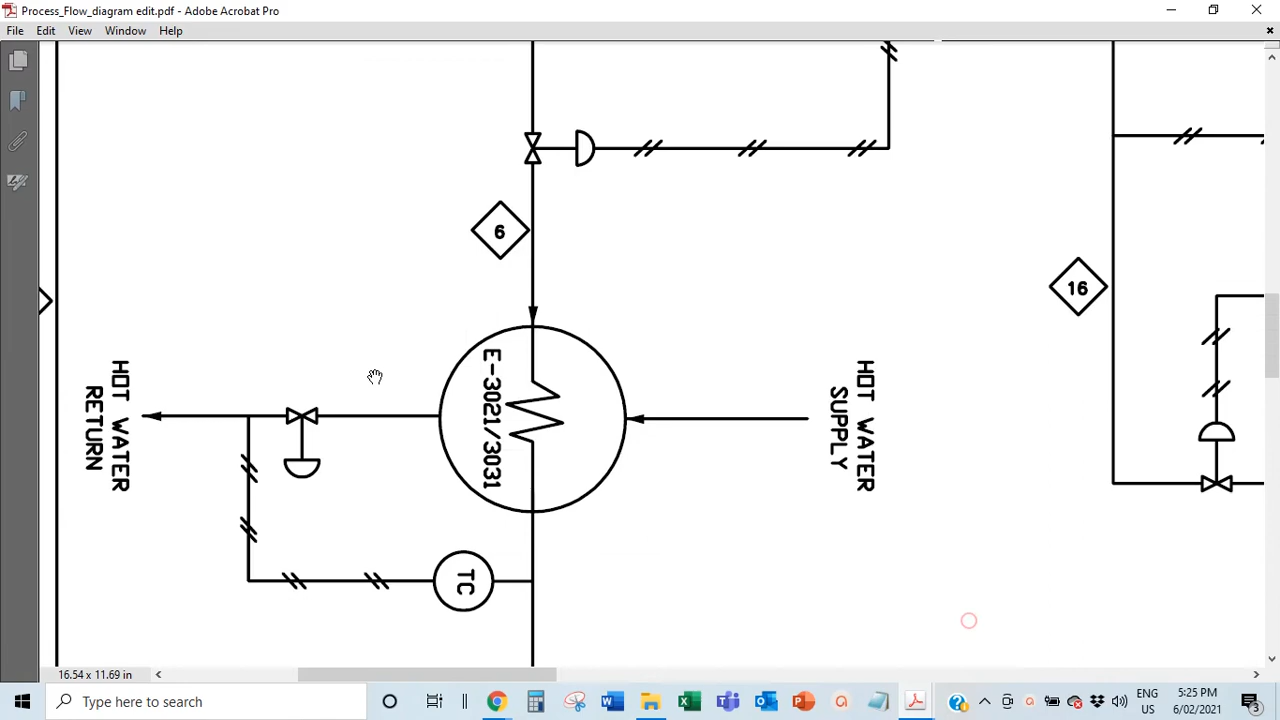 Process_Flow_diagram edit.pdf - Adobe Acrobat Pro
File Edit View Window Help
6
16
E-3021/3031
HOT WATER
RETURN
HOT WATER
SUPPLY
TC
16.54 x 11.69 in
Type here to search
ENG
US
5:25 PM
6/02/2021
3